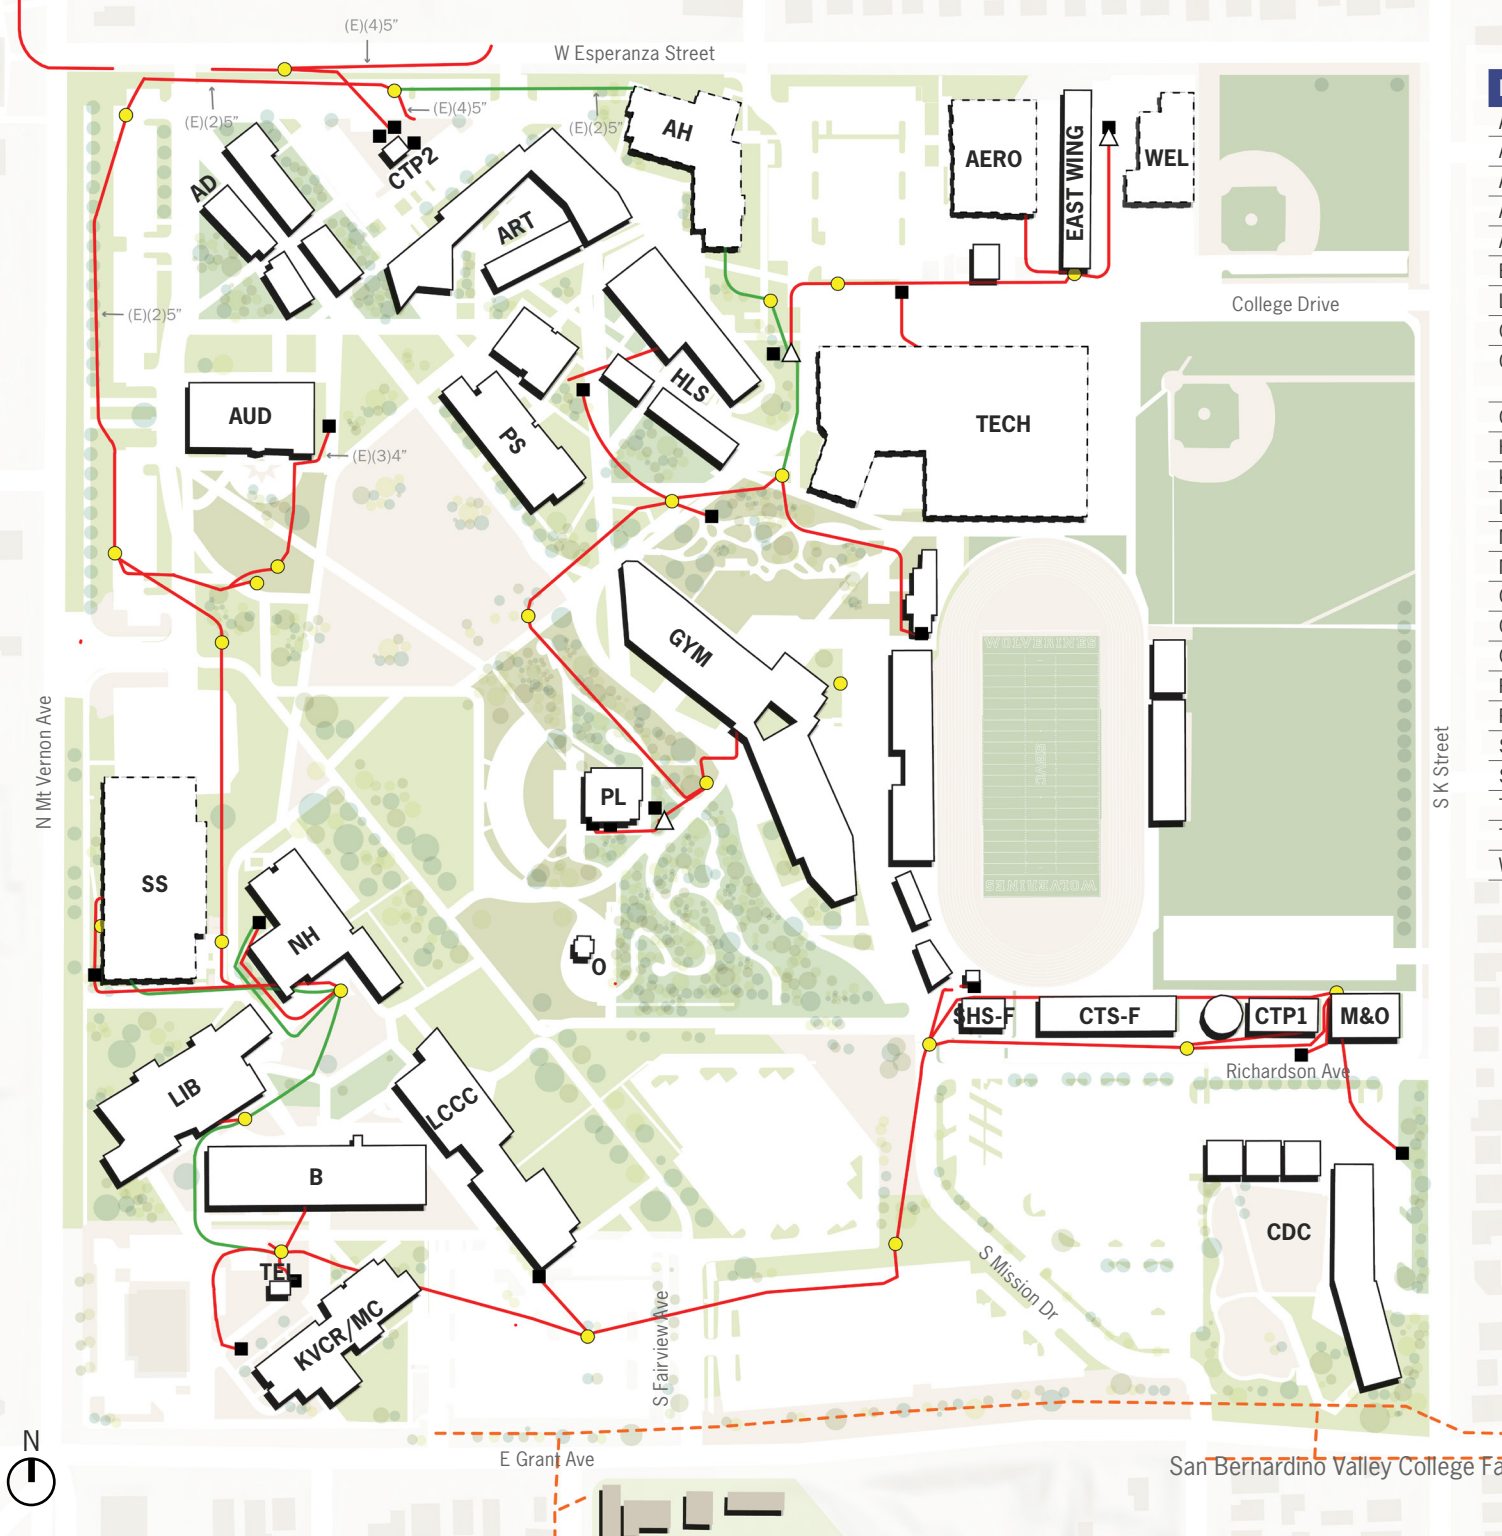 (E)(4)5"
W Esperanza Street
(E)(2)5"
(E)(4)5"
(E)(2)5"
AH
AERO
EAST WING
WEL
AD
CTP2
ART
(E)(2)5"
College Drive
AUD
HLS
PS
TECH
(E)(3)4"
GYM
WOLVERINES
N Mt Vernon Ave
S K Street
PL
SS
WOLVERINES
NH
O
SHS-F
CTS-F
CTP1
M&O
Richardson Ave
LIB
LCCC
B
CDC
S Mission Dr
TEL
KVCR/MC
S Fairview Ave
N
E Grant Ave
San Bernardino Valley College Fa